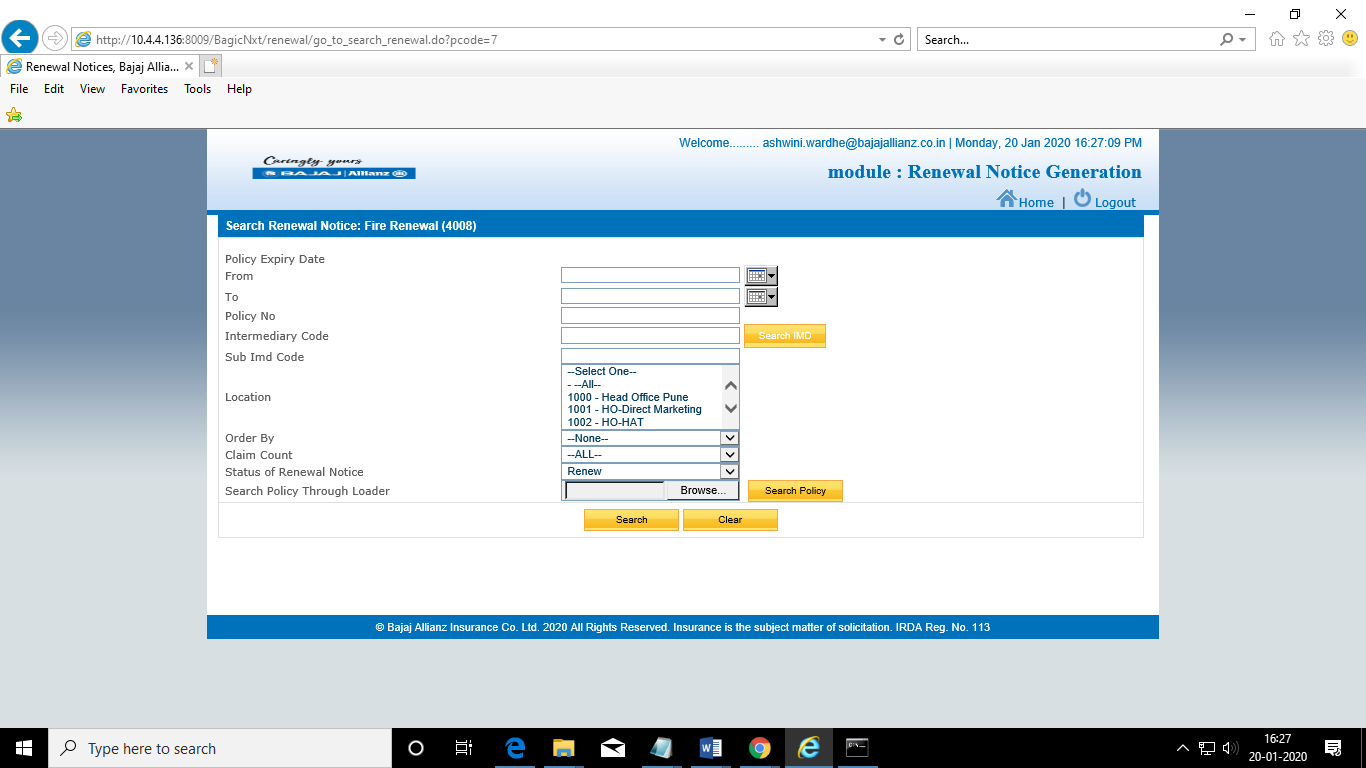 http://10.4.4.136:8009/BagicNxt/renewal/go_to_search_renewal.do?pcode=7
Search...
Renewal Notices, Bajaj Allia...
File Edit View Favorites Tools Help
Welcome......... ashwini.wardhe@bajajallianz.co.in | Monday, 20 Jan 2020 16:27:09 PM
Caringly yours
BAJAJ | Allianz
module : Renewal Notice Generation
Home | Logout
Search Renewal Notice: Fire Renewal (4008)
Policy Expiry Date
From
To
Policy No
Intermediary Code Search IMD
Sub Imd Code
--Select One--
- --All--
Location 1000 - Head Office Pune
1001 - HO-Direct Marketing
1002 - HO-HAT
Order By --None--
Claim Count --ALL--
Status of Renewal Notice Renew
Search Policy Through Loader Browse... Search Policy
Search Clear
© Bajaj Allianz Insurance Co. Ltd. 2020 All Rights Reserved. Insurance is the subject matter of solicitation. IRDA Reg. No. 113
Type here to search
16:27
20-01-2020